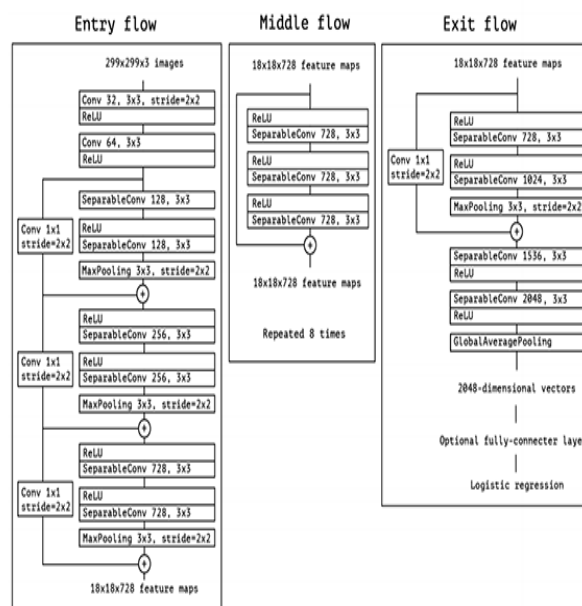 Entry flow
299x299x3 images
Conv 32, 3x3, stride=2x2
ReLU
Conv 64, 3x3
ReLU
SeparableConv 128, 3x3
Conv 1x1
stride=2x2
ReLU
SeparableConv 128, 3x3
MaxPooling 3x3, stride=2x2
+
ReLU
SeparableConv 256, 3x3
Conv 1x1
stride=2x2
ReLU
SeparableConv 256, 3x3
MaxPooling 3x3, stride=2x2
+
ReLU
SeparableConv 728, 3x3
Conv 1x1
stride=2x2
ReLU
SeparableConv 728, 3x3
MaxPooling 3x3, stride=2x2
+
18x18x728 feature maps
Middle flow
18x18x728 feature maps
ReLU
SeparableConv 728, 3x3
ReLU
SeparableConv 728, 3x3
ReLU
SeparableConv 728, 3x3
+
18x18x728 feature maps
Repeated 8 times
Exit flow
18x18x728 feature maps
ReLU
SeparableConv 728, 3x3
Conv 1x1
stride=2x2
ReLU
SeparableConv 1024, 3x3
MaxPooling 3x3, stride=2x2
+
SeparableConv 1536, 3x3
ReLU
SeparableConv 2048, 3x3
ReLU
GlobalAveragePooling
2048-dimensional vectors
Optional fully-connecter laye
Logistic regression